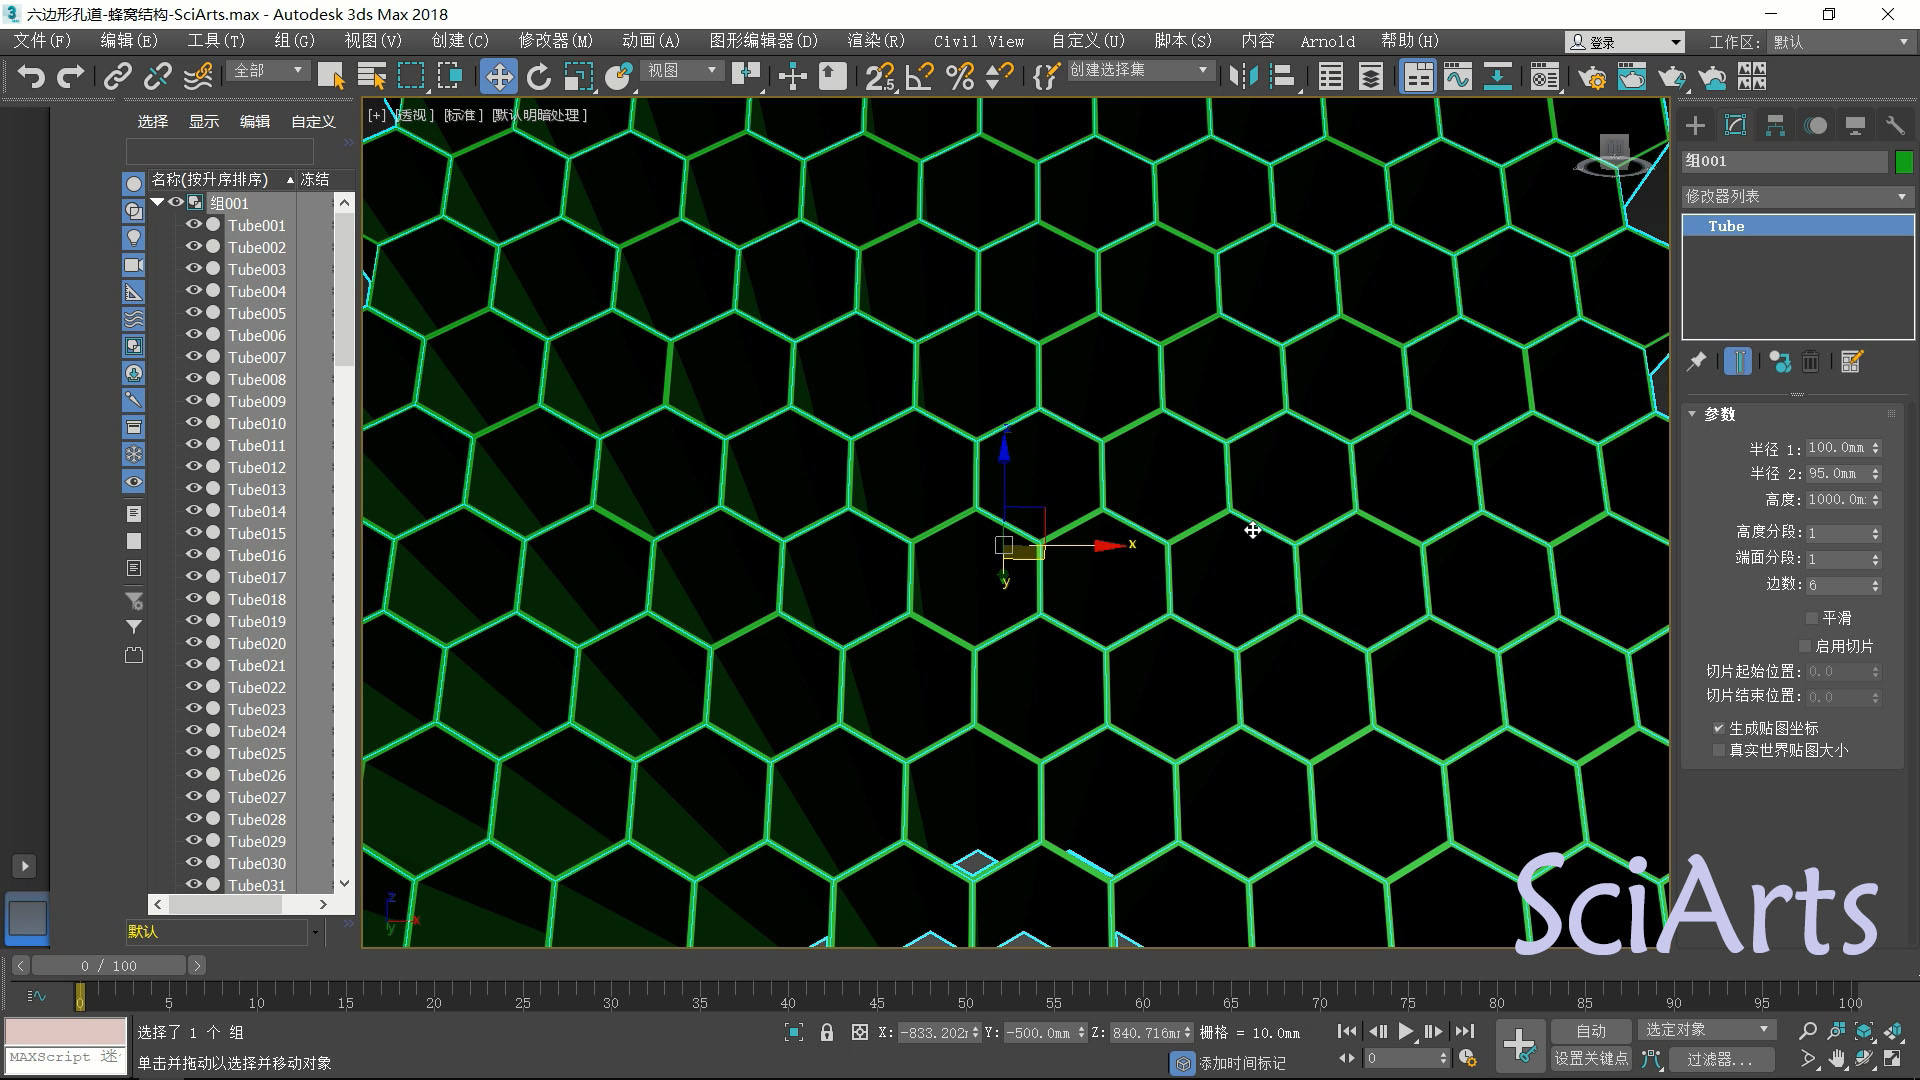 六边形孔道-蜂窝结构-SciArts.max - Autodesk 3ds Max 2018
文件(F) 编辑(E) 工具(T) 组(G) 视图(V) 创建(C) 修改器(M) 动画(A) 图形编辑器(D) 渲染(R) Civil View 自定义(U) 脚本(S) 内容 Arnold 帮助(H) 登录 工作区: 默认
全部 视图 2.5 创建选择集
选择 显示 编辑 自定义
[+] [透视] [标准] [默认明暗处理]
名称(按升序排序) 冻结
组001
Tube001
Tube002
Tube003
Tube004
Tube005
Tube006
Tube007
Tube008
Tube009
Tube010
Tube011
Tube012
Tube013
Tube014
Tube015
Tube016
Tube017
Tube018
Tube019
Tube020
Tube021
Tube022
Tube023
Tube024
Tube025
Tube026
Tube027
Tube028
Tube029
Tube030
Tube031
默认
z
x
y
z
x
y
组001
修改器列表
Tube
参数
半径 1: 100.0mm
半径 2: 95.0mm
高度: 1000.0m
高度分段: 1
端面分段: 1
边数: 6
平滑
启用切片
切片起始位置: 0.0
切片结束位置: 0.0
生成贴图坐标
真实世界贴图大小
SciArts
0 / 100
0 5 10 15 20 25 30 35 40 45 50 55 60 65 70 75 80 85 90 95 100
选择了 1 个 组
X: -833.202 Y: -500.0mm Z: 840.716m 栅格 = 10.0mm
自动 选定对象
MAXScript 迷
单击并拖动以选择并移动对象
添加时间标记
0
设置关键点 过滤器...